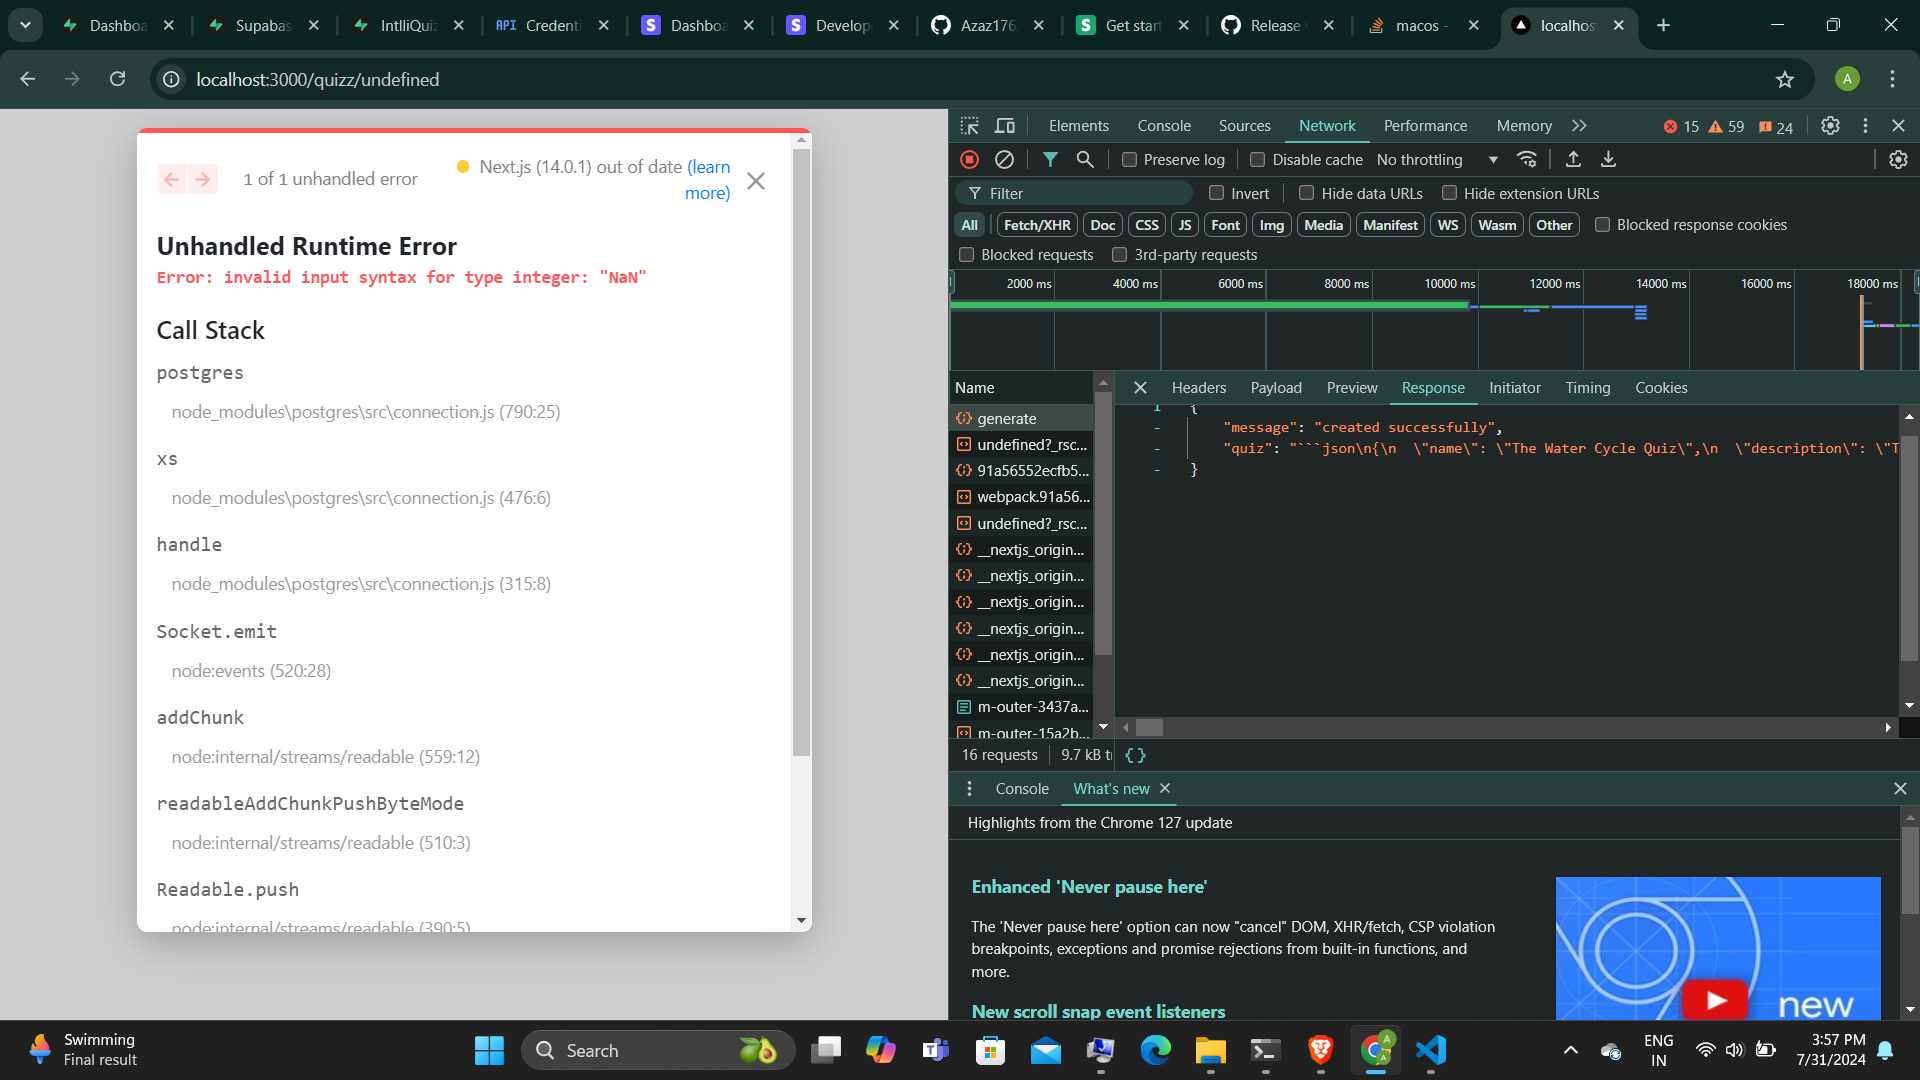 Dashboa
Supabas
IntlliQuiz
API Credenti
S Dashboa
S Develop
Azaz176
S Get start
Release
macos -
localhos
localhost:3000/quizz/undefined
A
1 of 1 unhandled error
Next.js (14.0.1) out of date (learn
more)
Unhandled Runtime Error
Error: invalid input syntax for type integer: "NaN"
Call Stack
postgres
node_modules\postgres\src\connection.js (790:25)
xs
node_modules\postgres\src\connection.js (476:6)
handle
node_modules\postgres\src\connection.js (315:8)
Socket.emit
node:events (520:28)
addChunk
node:internal/streams/readable (559:12)
readableAddChunkPushByteMode
node:internal/streams/readable (510:3)
Readable.push
node:internal/streams/readable (390:5)
Elements Console Sources Network Performance Memory 15 59 24
Preserve log Disable cache No throttling
Filter Invert Hide data URLs Hide extension URLs
All Fetch/XHR Doc CSS JS Font Img Media Manifest WS Wasm Other Blocked response cookies
Blocked requests 3rd-party requests
2000 ms 4000 ms 6000 ms 8000 ms 10000 ms 12000 ms 14000 ms 16000 ms 18000 ms
Name
generate
undefined?_rsc...
91a56552ecfb5...
webpack.91a56...
undefined?_rsc...
__nextjs_origin...
__nextjs_origin...
__nextjs_origin...
__nextjs_origin...
__nextjs_origin...
__nextjs_origin...
m-outer-3437a...
m-outer-15a2b...
Headers Payload Preview Response Initiator Timing Cookies
1 {
- "message": "created successfully",
- "quiz": "```json\n{\n  \"name\": \"The Water Cycle Quiz\",\n  \"description\": \"T
- }
16 requests 9.7 kB t
{ }
Console What's new
Highlights from the Chrome 127 update
Enhanced 'Never pause here'
The 'Never pause here' option can now "cancel" DOM, XHR/fetch, CSP violation
breakpoints, exceptions and promise rejections from built-in functions, and
more.
New scroll snap event listeners
new
Swimming
Final result
Search
ENG
IN
3:57 PM
7/31/2024